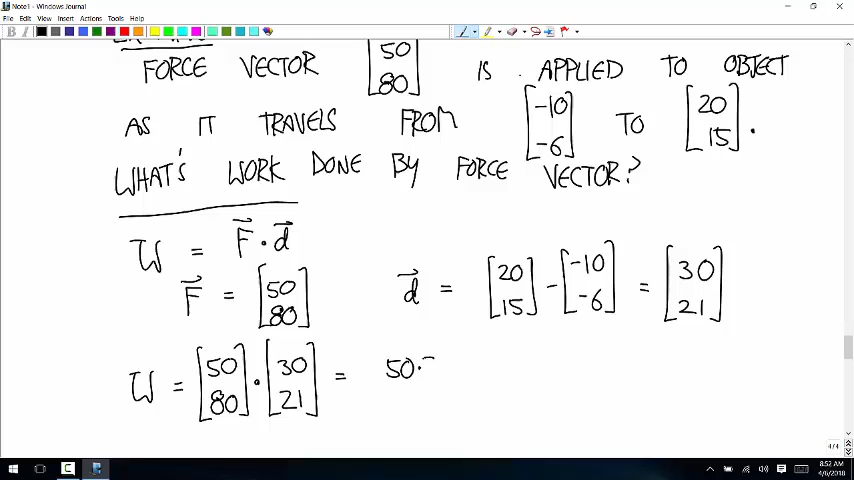 Note1 - Windows Journal
File Edit View Insert Actions Tools Help
FORCE VECTOR [50 80] IS APPLIED TO OBJECT
AS IT TRAVELS FROM [-10 -6] TO [20 15].
WHAT'S WORK DONE BY FORCE VECTOR?
W = F⃗ · d⃗
F⃗ = [50 80] d⃗ = [20 15] - [-10 -6] = [30 21]
W = [50 80] · [30 21] = 50·
4/4
8:52 AM
4/6/2018